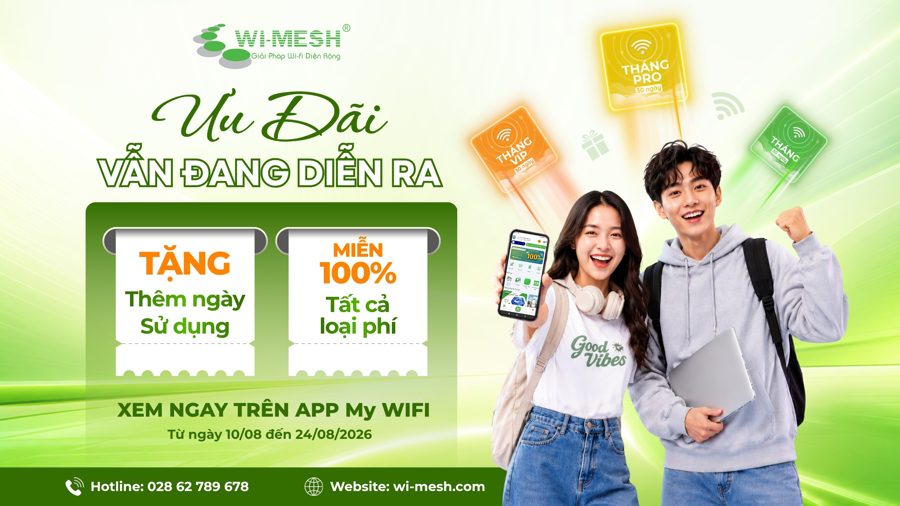 WI-MESH®
Giải Pháp Wi-Fi Diện Rộng
Ưu Đãi
VẪN ĐANG DIỄN RA
TẶNG
Thêm ngày
Sử dụng
MIỄN
100%
Tất cả
loại phí
XEM NGAY TRÊN APP My WIFI
Từ ngày 10/08 đến 24/08/2026
THÁNG
VIP
30 ngày
THÁNG
PRO
30 ngày
THÁNG
Good
Vibes
Hotline: 028 62 789 678
Website: wi-mesh.com